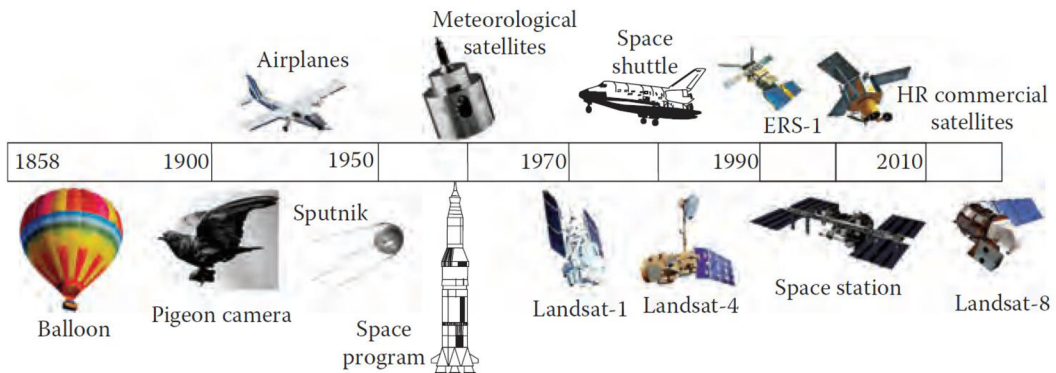 Meteorological
satellites
Airplanes
Space
shuttle
ERS-1
HR commercial
satellites
1858 1900 1950 1970 1990 2010
Balloon
Pigeon camera
Sputnik
Space
program
Landsat-1
Landsat-4
Space station
Landsat-8